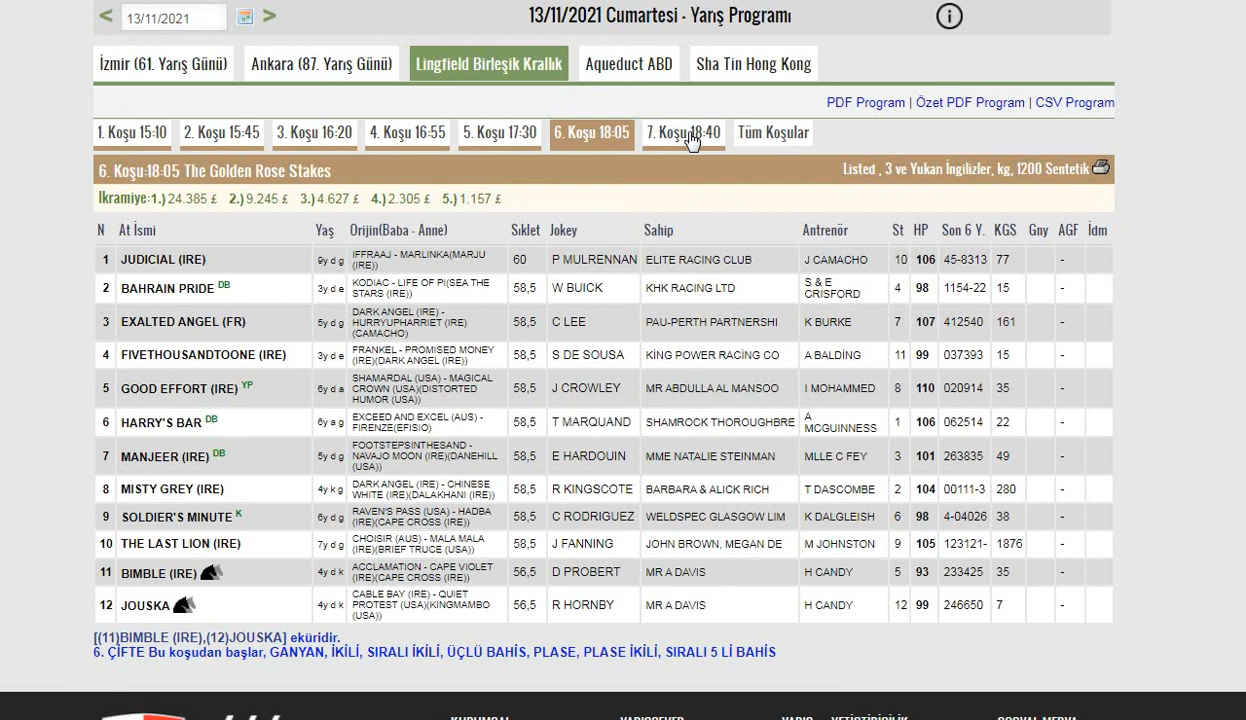 < 13/11/2021 > 13/11/2021 Cumartesi - Yarış Programı
İzmir (61. Yarış Günü) Ankara (87. Yarış Günü) Lingfield Birleşik Krallık Aqueduct ABD Sha Tin Hong Kong
PDF Program | Özet PDF Program | CSV Program
1. Koşu 15:10 2. Koşu 15:45 3. Koşu 16:20 4. Koşu 16:55 5. Koşu 17:30 6. Koşu 18:05 7. Koşu 18:40 Tüm Koşular
6. Koşu:18:05 The Golden Rose Stakes Listed , 3 ve Yukarı İngilizler, kg, 1200 Sentetik
İkramiye:1.) 24.385 £ 2.) 9.245 £ 3.) 4.627 £ 4.) 2.305 £ 5.) 1.157 £
N At İsmi Yaş Orijin(Baba - Anne) Sıklet Jokey Sahip Antrenör St HP Son 6 Y. KGS Gny AGF İdm
1 JUDICIAL (IRE) 9y d g IFFRAAJ - MARLINKA(MARJU (IRE)) 60 P MULRENNAN ELITE RACING CLUB J CAMACHO 10 106 45-8313 77 -
2 BAHRAIN PRIDE DB 3y d e KODIAC - LIFE OF PI(SEA THE STARS (IRE)) 58,5 W BUICK KHK RACING LTD S & E CRISFORD 4 98 1154-22 15 -
3 EXALTED ANGEL (FR) 5y d g DARK ANGEL (IRE) - HURRYUPHARRIET (IRE)(CAMACHO) 58,5 C LEE PAU-PERTH PARTNERSHI K BURKE 7 107 412540 161 -
4 FIVETHOUSANDTOONE (IRE) 3y d e FRANKEL - PROMISED MONEY (IRE)(DARK ANGEL (IRE)) 58,5 S DE SOUSA KİNG POWER RACİNG CO A BALDİNG 11 99 037393 15 -
5 GOOD EFFORT (IRE) YP 6y d a SHAMARDAL (USA) - MAGICAL CROWN (USA)(DISTORTED HUMOR (USA)) 58,5 J CROWLEY MR ABDULLA AL MANSOO I MOHAMMED 8 110 020914 35 -
6 HARRY'S BAR DB 6y a g EXCEED AND EXCEL (AUS) - FIRENZE(EFISIO) 58,5 T MARQUAND SHAMROCK THOROUGHBRE A MCGUINNESS 1 106 062514 22 -
7 MANJEER (IRE) DB 5y d g FOOTSTEPSINTHESAND - NAVAJO MOON (IRE)(DANEHILL (USA)) 58,5 E HARDOUIN MME NATALIE STEINMAN MLLE C FEY 3 101 263835 49 -
8 MISTY GREY (IRE) 4y k g DARK ANGEL (IRE) - CHINESE WHITE (IRE)(DALAKHANI (IRE)) 58,5 R KINGSCOTE BARBARA & ALICK RICH T DASCOMBE 2 104 00111-3 280 -
9 SOLDIER'S MINUTE K 6y d g RAVEN'S PASS (USA) - HADBA (IRE)(CAPE CROSS (IRE)) 58,5 C RODRIGUEZ WELDSPEC GLASGOW LIM K DALGLEISH 6 98 4-04026 38 -
10 THE LAST LION (IRE) 7y d g CHOISIR (AUS) - MALA MALA (IRE)(BRIEF TRUCE (USA)) 58,5 J FANNING JOHN BROWN, MEGAN DE M JOHNSTON 9 105 123121- 1876 -
11 BIMBLE (IRE) 4y d k ACCLAMATION - CAPE VIOLET (IRE)(CAPE CROSS (IRE)) 56,5 D PROBERT MR A DAVIS H CANDY 5 93 233425 35 -
12 JOUSKA 4y d k CABLE BAY (IRE) - QUIET PROTEST (USA)(KINGMAMBO (USA)) 56,5 R HORNBY MR A DAVIS H CANDY 12 99 246650 7 -
[(11)BIMBLE (IRE),(12)JOUSKA] eküridir.
6. ÇİFTE Bu koşudan başlar, GANYAN, İKİLİ, SIRALI İKİLİ, ÜÇLÜ BAHİS, PLASE, PLASE İKİLİ, SIRALI 5 Lİ BAHİS
KURUMSAL YARIŞSEVER YARIŞ YETİŞTİRİCİLİK SOSYAL MEDYA